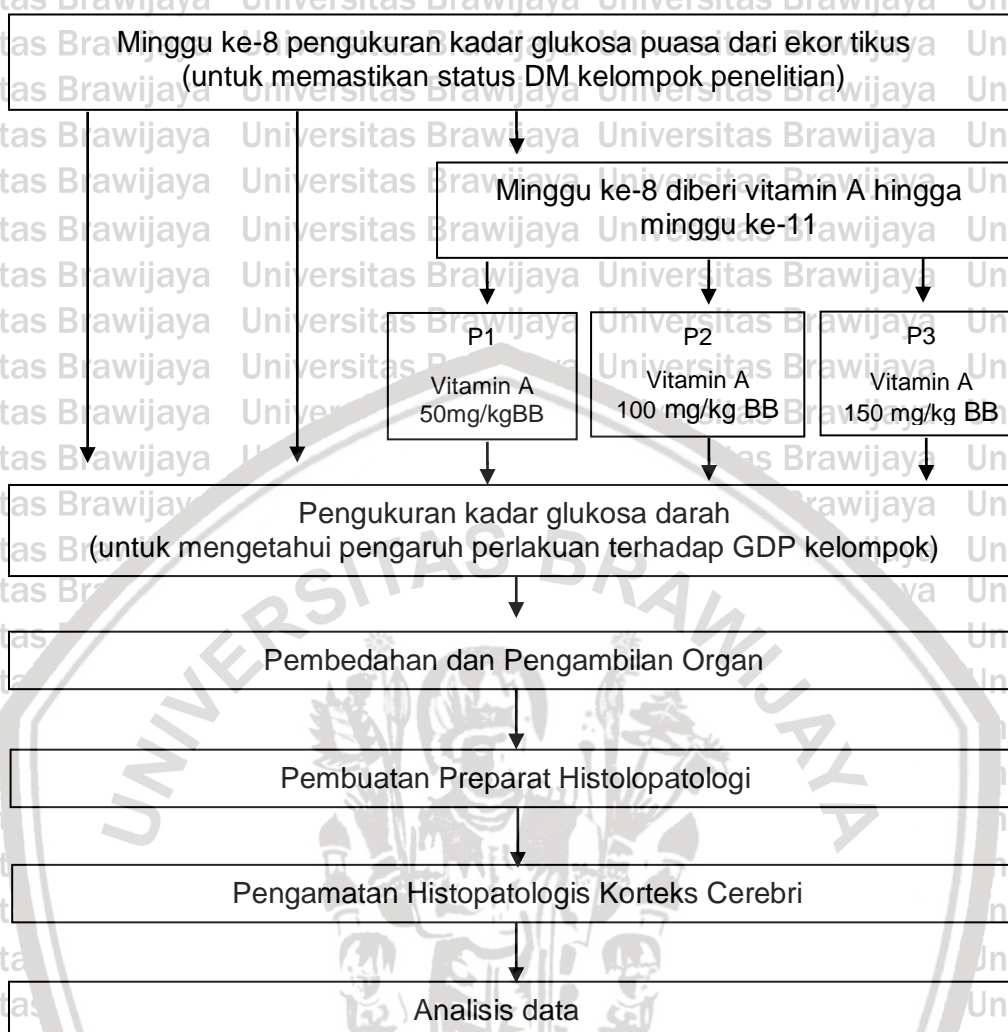 Minggu ke-8 pengukuran kadar glukosa puasa dari ekor tikus
(untuk memastikan status DM kelompok penelitian)
Minggu ke-8 diberi vitamin A hingga
minggu ke-11
P1
Vitamin A
50mg/kgBB
P2
Vitamin A
100 mg/kg BB
P3
Vitamin A
150 mg/kg BB
Pengukuran kadar glukosa darah
(untuk mengetahui pengaruh perlakuan terhadap GDP kelompok)
Pembedahan dan Pengambilan Organ
Pembuatan Preparat Histolopatologi
Pengamatan Histopatologis Korteks Cerebri
Analisis data
UNIVERSITAS BRAWIJAYA